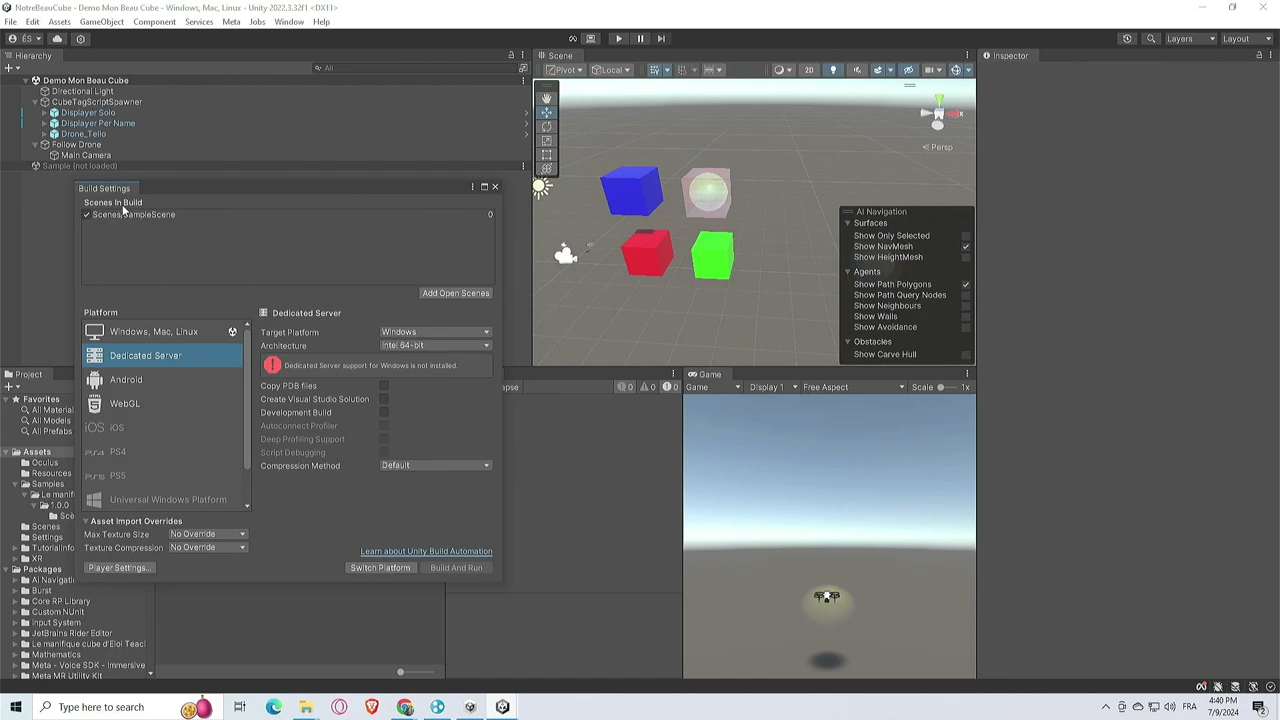 NotreBeauCube - Demo Mon Beau Cube - Windows, Mac, Linux - Unity 2022.3.32f1 <DX11>
File Edit Assets GameObject Component Services Meta Jobs Window Help
ÉS
Layers Layout
Hierarchy
All
Demo Mon Beau Cube
Directional Light
CubeTagScriptSpawner
Displayer Solo
Displayer Per Name
Drone_Tello
Follow Drone
Main Camera
Sample (not loaded)
Build Settings
Scenes In Build
0
Add Open Scenes
Platform
Windows, Mac, Linux
Dedicated Server
Android
WebGL
iOS iOS
PS4 PS4
PS5 PS5
Universal Windows Platform
Dedicated Server
Target Platform Windows
Architecture Intel 64-bit
Dedicated Server support for Windows is not installed.
Copy PDB files
Create Visual Studio Solution
Development Build
Autoconnect Profiler
Deep Profiling Support
Script Debugging
Compression Method Default
Asset Import Overrides
Max Texture Size No Override
Texture Compression No Override
Learn about Unity Build Automation
Player Settings...
Switch Platform Build And Run
Scene
Pivot Local 2D
x
Persp
AI Navigation
Surfaces
Show Only Selected
Show NavMesh
Show HeightMesh
Agents
Show Path Polygons
Show Path Query Nodes
Show Neighbours
Show Walls
Show Avoidance
Obstacles
Show Carve Hull
Inspector
Project
Favorites
All Material
All Models
All Prefabs
Assets
Oculus
Resources
Samples
Le manif
1.0.0
Scè
Scenes
Settings
TutorialInfo
XR
Packages
AI Navigatio
Burst
Core RP Library
Custom NUnit
Input System
JetBrains Rider Editor
Le manifique cube d'Eloi Teacl
Mathematics
Meta - Voice SDK - Immersive
Meta MR Utility Kit
apse
0 0 0
Game
Game Display 1 Free Aspect Scale 1x
Type here to search
FRA
4:40 PM
7/9/2024
2